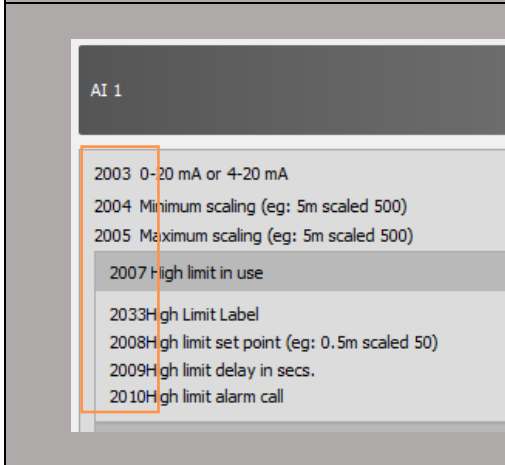 AI 1
2003 0-20 mA or 4-20 mA
2004 Minimum scaling (eg: 5m scaled 500)
2005 Maximum scaling (eg: 5m scaled 500)
2007 High limit in use
2033High Limit Label
2008High limit set point (eg: 0.5m scaled 50)
2009High limit delay in secs.
2010High limit alarm call